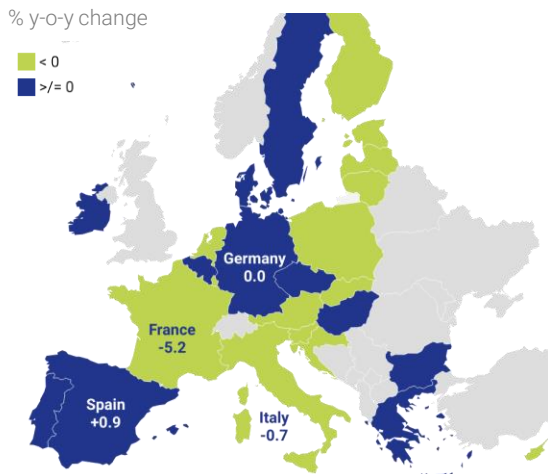 % y-o-y change
< 0
>/= 0
Germany
0.0
France
-5.2
Spain
+0.9
Italy
-0.7